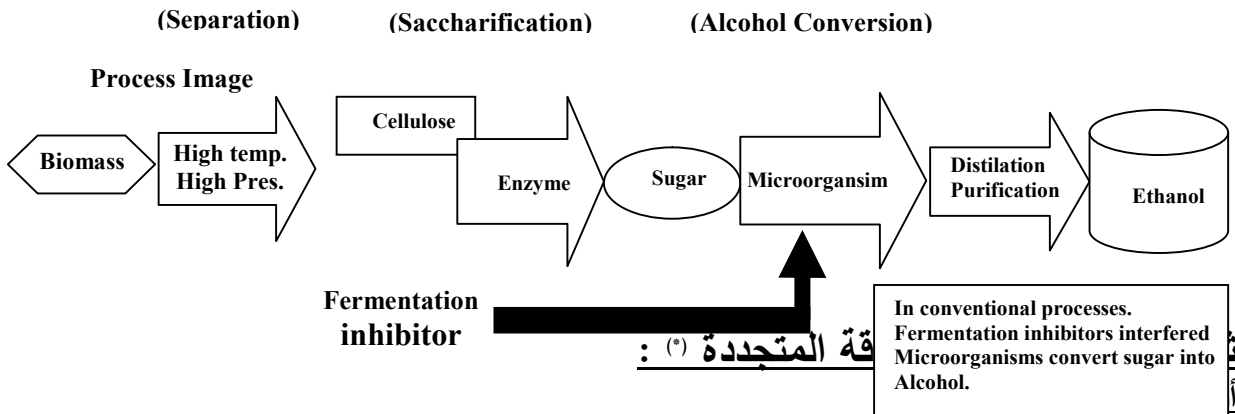 (Separation) (Saccharification) (Alcohol Conversion)
Process Image
Biomass
High temp.
High Pres.
Cellulose
Enzyme
Sugar
Microorgansim
Distilation
Purification
Ethanol
Fermentation
inhibitor
In conventional processes.
Fermentation inhibitors interfered
Microorganisms convert sugar into
Alcohol.
المتجددة (*) :